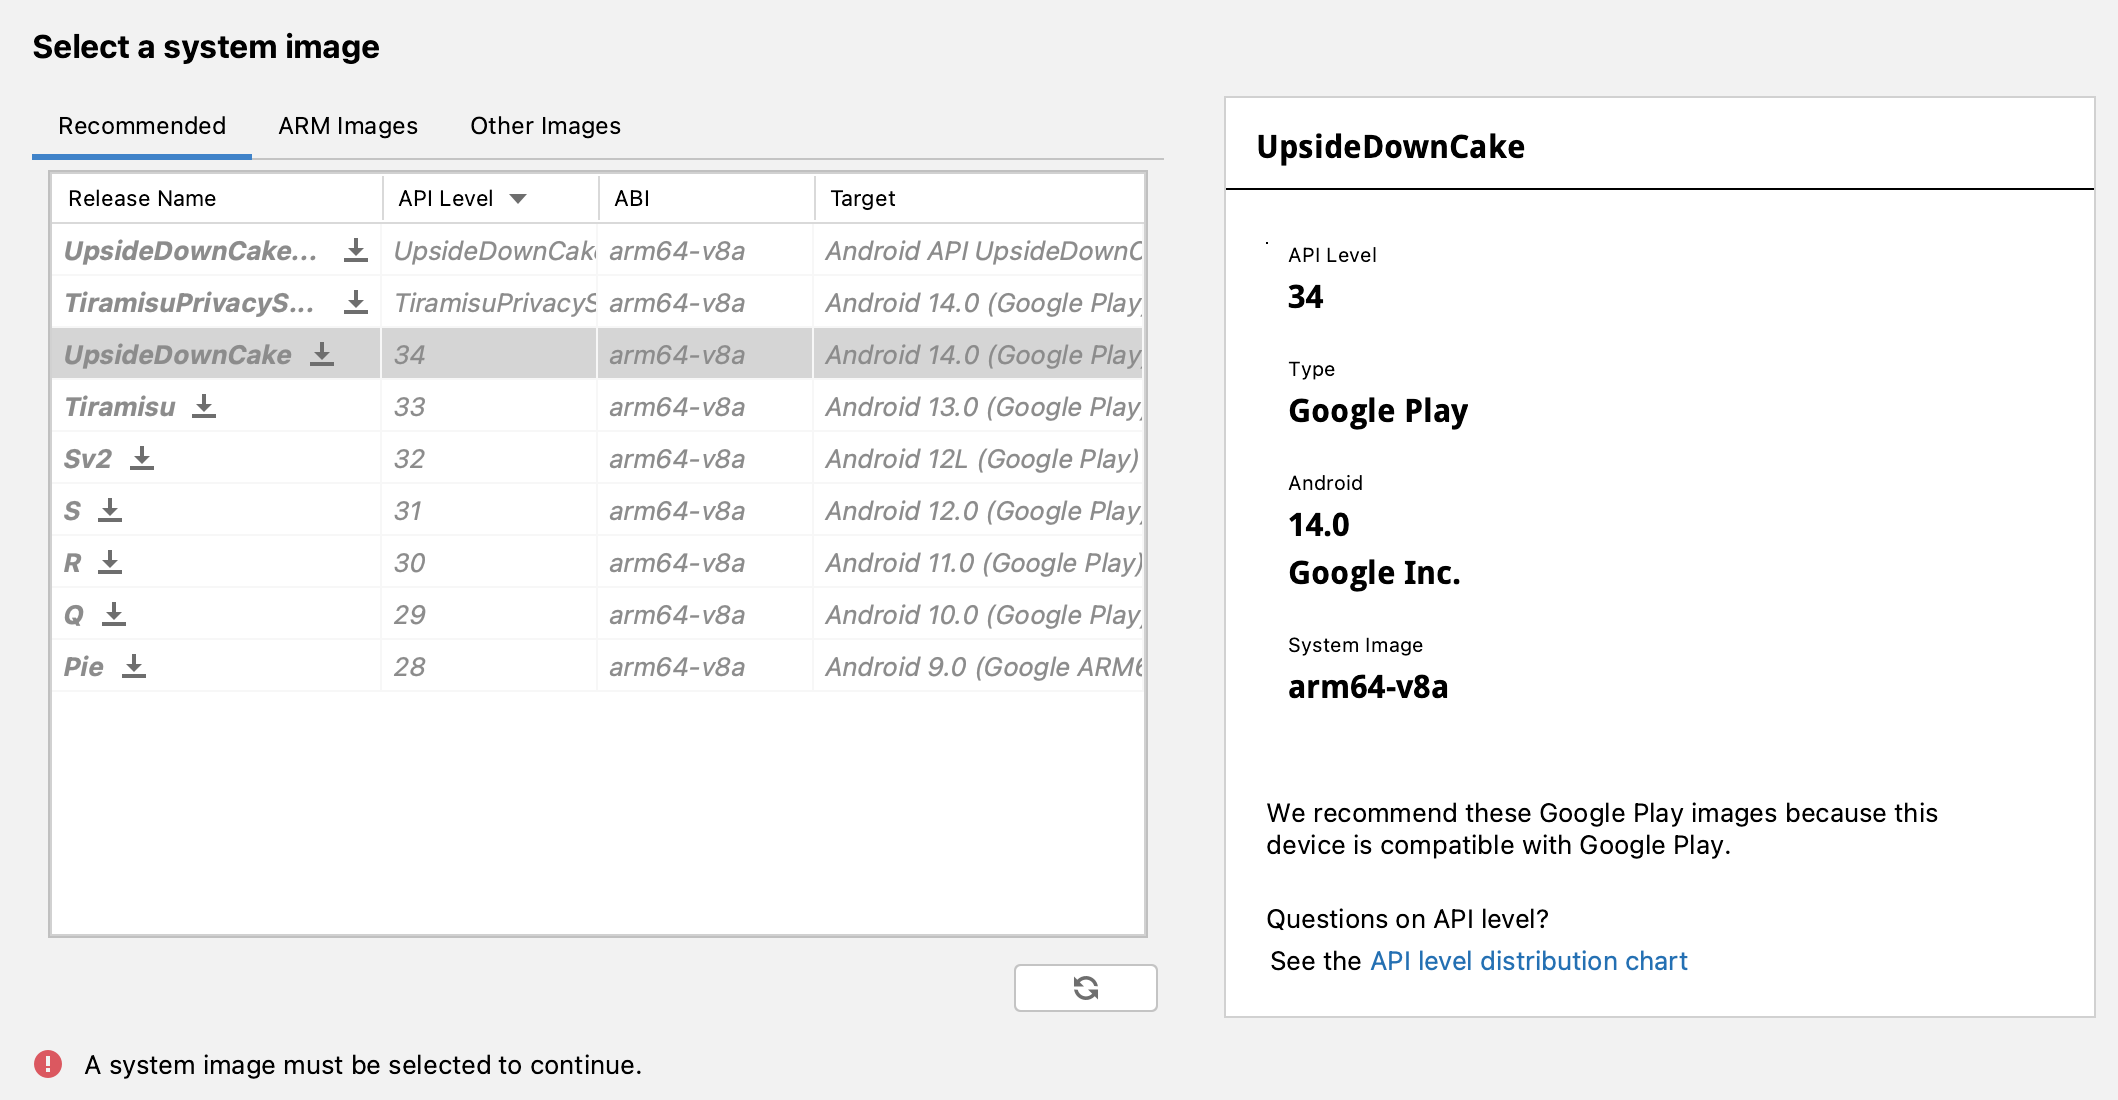 Select a system image
Recommended ARM Images Other Images
Release Name API Level ABI Target
UpsideDownCake... UpsideDownCake arm64-v8a Android API UpsideDownC
TiramisuPrivacyS... TiramisuPrivacyS arm64-v8a Android 14.0 (Google Play)
UpsideDownCake 34 arm64-v8a Android 14.0 (Google Play)
Tiramisu 33 arm64-v8a Android 13.0 (Google Play)
Sv2 32 arm64-v8a Android 12L (Google Play)
S 31 arm64-v8a Android 12.0 (Google Play)
R 30 arm64-v8a Android 11.0 (Google Play)
Q 29 arm64-v8a Android 10.0 (Google Play)
Pie 28 arm64-v8a Android 9.0 (Google ARM6
A system image must be selected to continue.
UpsideDownCake
API Level
34
Type
Google Play
Android
14.0
Google Inc.
System Image
arm64-v8a
We recommend these Google Play images because this
device is compatible with Google Play.
Questions on API level?
See the API level distribution chart